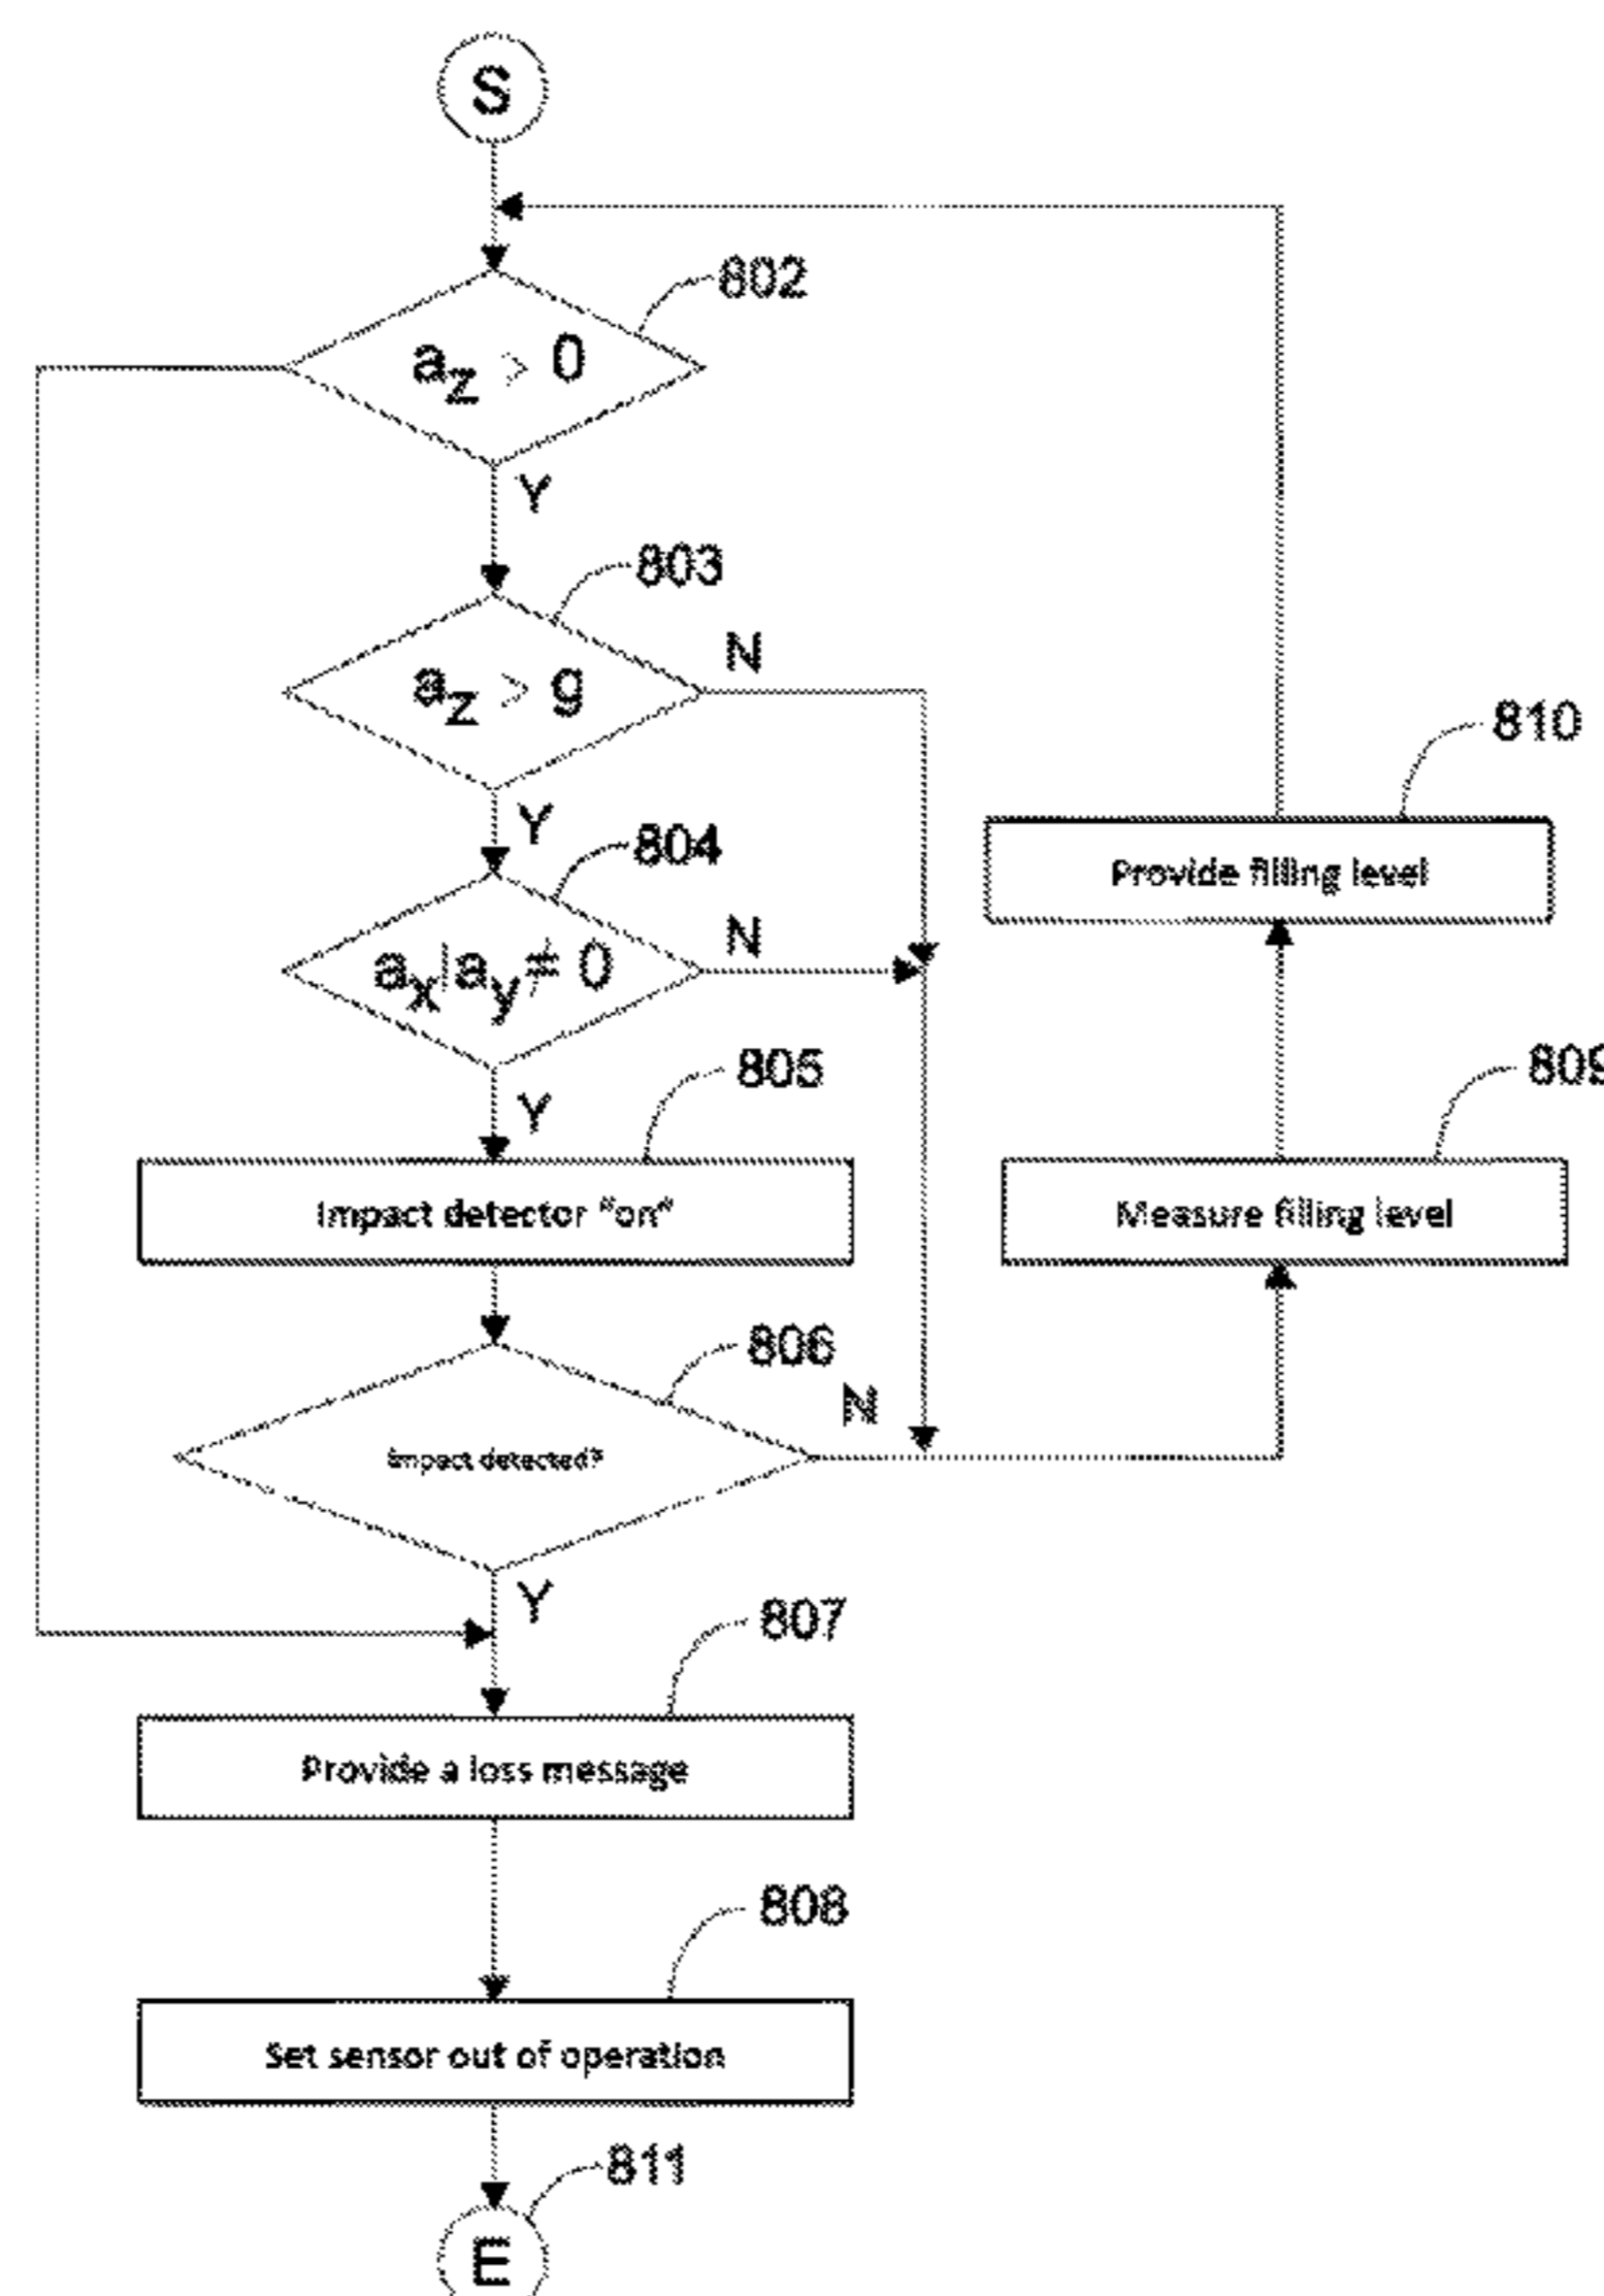 S
802
a_z > 0
Y
803
a_z > g
N
Y
804
a_x|a_y ≠ 0
N
Y
805
Impact detector "on"
806
Impact detected?
N
Y
807
Provide a loss message
808
Set sensor out of operation
811
E
810
Provide filling level
809
Measure filling level